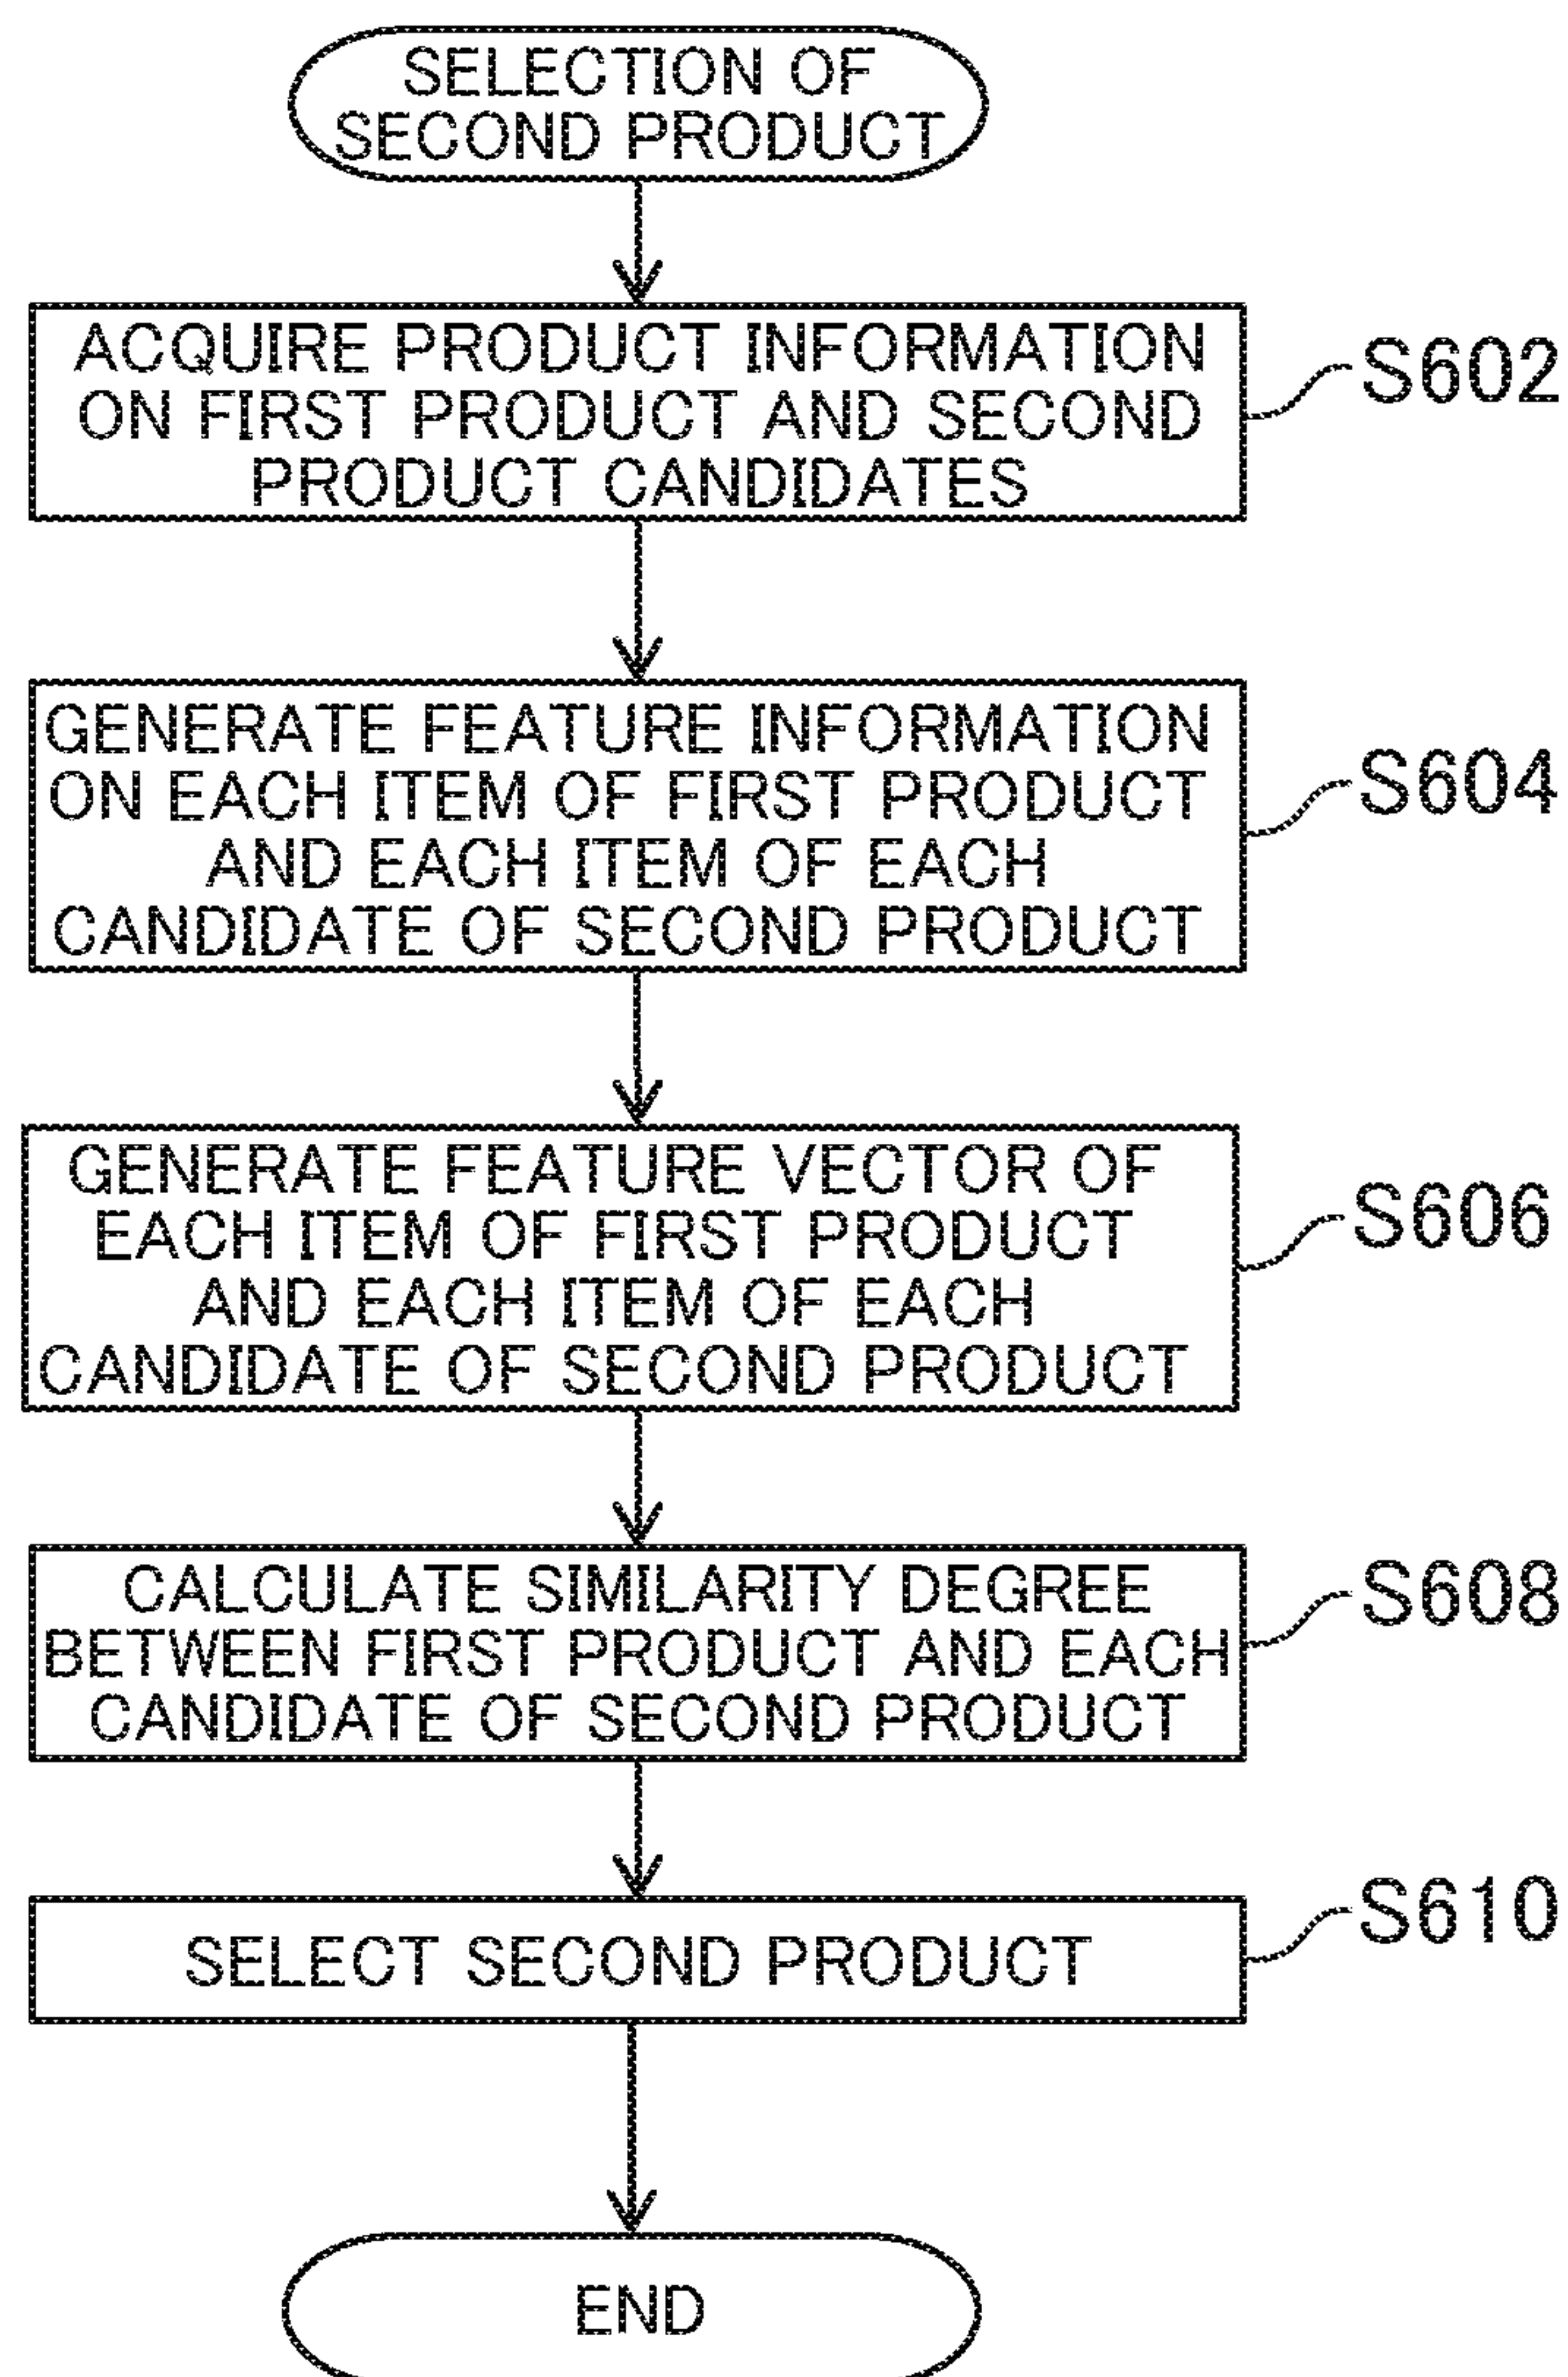 SELECTION OF
SECOND PRODUCT
ACQUIRE PRODUCT INFORMATION
ON FIRST PRODUCT AND SECOND
PRODUCT CANDIDATES
S602
GENERATE FEATURE INFORMATION
ON EACH ITEM OF FIRST PRODUCT
AND EACH ITEM OF EACH
CANDIDATE OF SECOND PRODUCT
S604
GENERATE FEATURE VECTOR OF
EACH ITEM OF FIRST PRODUCT
AND EACH ITEM OF EACH
CANDIDATE OF SECOND PRODUCT
S606
CALCULATE SIMILARITY DEGREE
BETWEEN FIRST PRODUCT AND EACH
CANDIDATE OF SECOND PRODUCT
S608
SELECT SECOND PRODUCT
S610
END